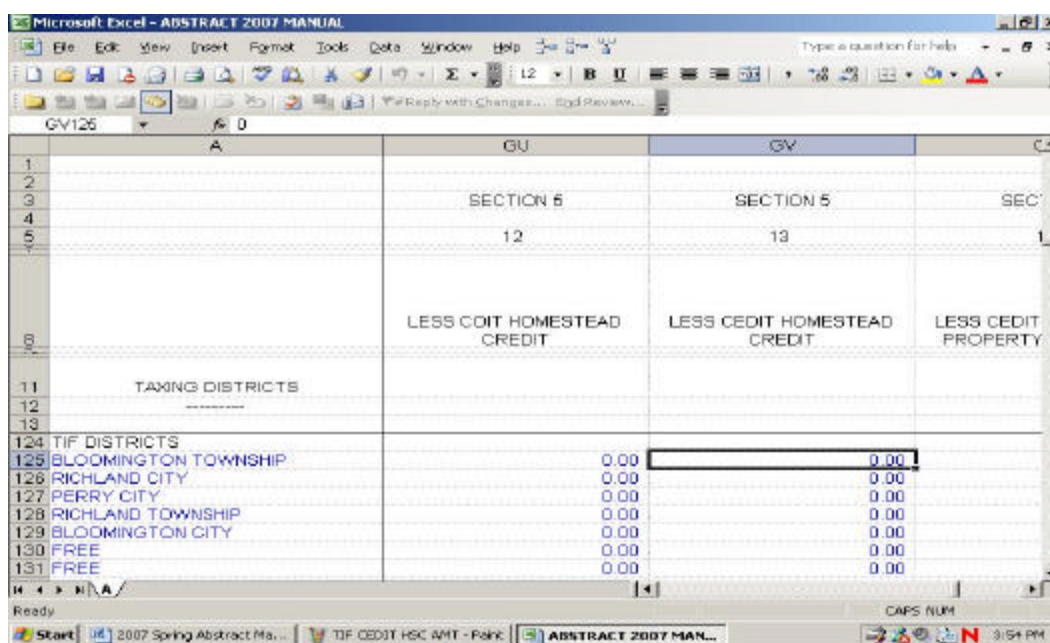 Microsoft Excel - ABSTRACT 2007 MANUAL
File Edit View Insert Format Tools Data Window Help Type a question for help
12 B U
Reply with Changes... End Review...
GV125 fx 0
A GU GV
1
2
3 SECTION 5 SECTION 5 SEC
4
5 12 13 1
8 LESS COIT HOMESTEAD CREDIT LESS CEDIT HOMESTEAD CREDIT LESS CEDIT PROPERTY
11 TAXING DISTRICTS
12 ----------
13
124 TIF DISTRICTS
125 BLOOMINGTON TOWNSHIP 0.00 0.00
126 RICHLAND CITY 0.00 0.00
127 PERRY CITY 0.00 0.00
128 RICHLAND TOWNSHIP 0.00 0.00
129 BLOOMINGTON CITY 0.00 0.00
130 FREE 0.00 0.00
131 FREE 0.00 0.00
A
Ready CAPS NUM
Start 2007 Spring Abstract Ma... TIF CEDIT HSC AMT - Paint ABSTRACT 2007 MAN... 3:54 PM